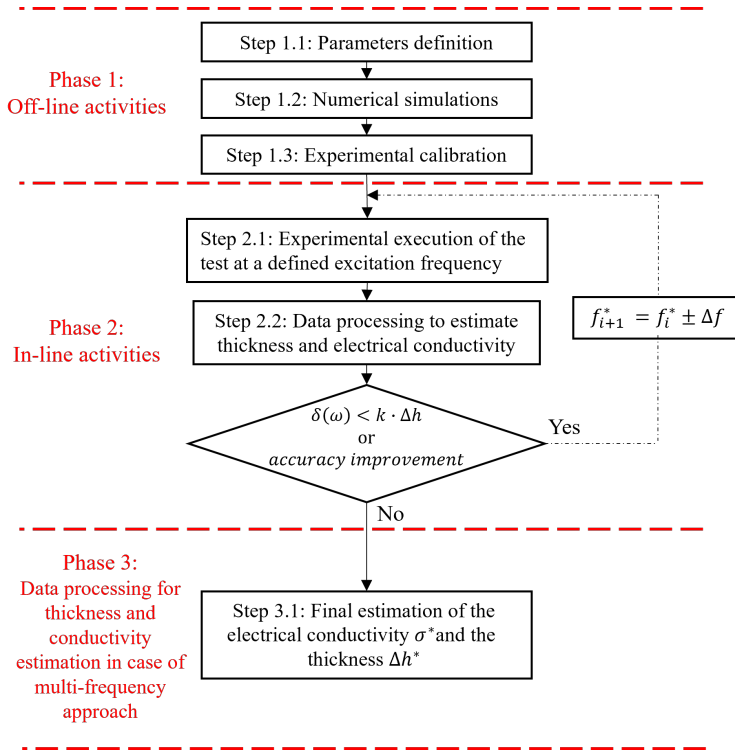 Phase 1:
Off-line activities
Step 1.1: Parameters definition
Step 1.2: Numerical simulations
Step 1.3: Experimental calibration
Phase 2:
In-line activities
Step 2.1: Experimental execution of the
test at a defined excitation frequency
Step 2.2: Data processing to estimate
thickness and electrical conductivity
δ(ω) < k · Δh
or
accuracy improvement
Yes
f*ᵢ₊₁ = f*ᵢ ± Δf
No
Phase 3:
Data processing for
thickness and
conductivity
estimation in case of
multi-frequency
approach
Step 3.1: Final estimation of the
electrical conductivity σ*and the
thickness Δh*